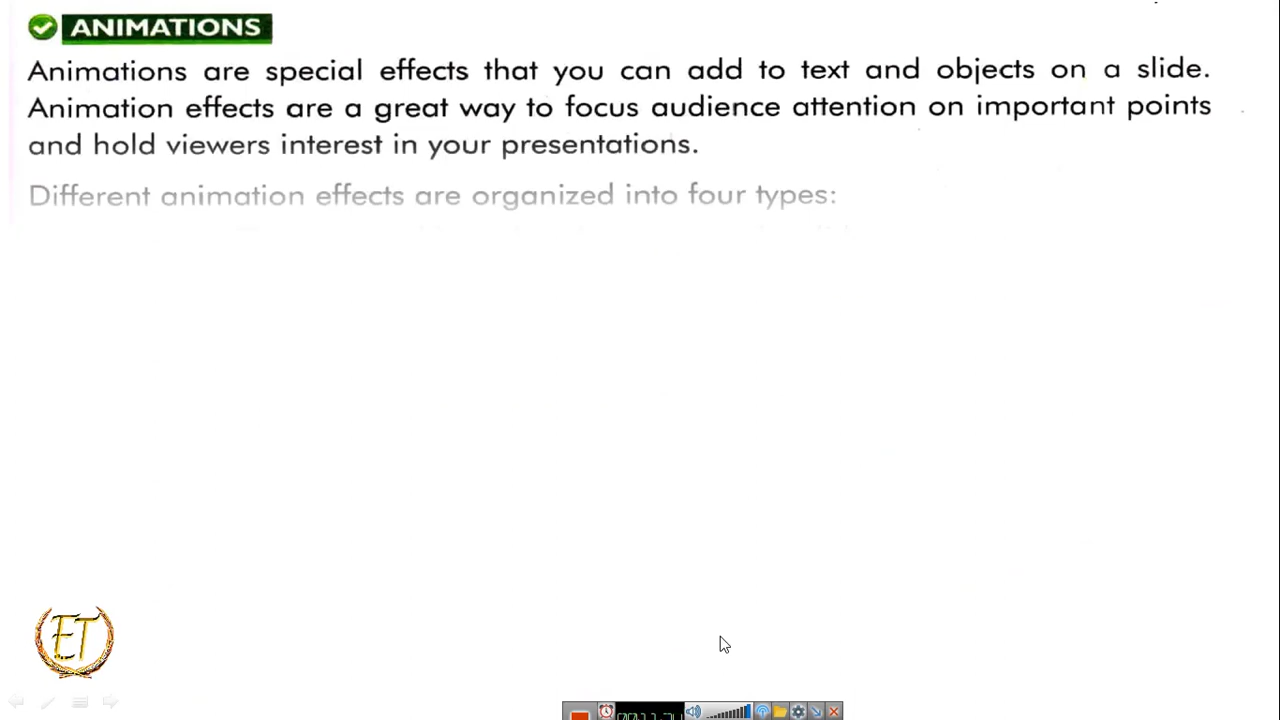 ANIMATIONS
Animations are special effects that you can add to text and objects on a slide.
Animation effects are a great way to focus audience attention on important points
and hold viewers interest in your presentations.
Different animation effects are organized into four types:
ET